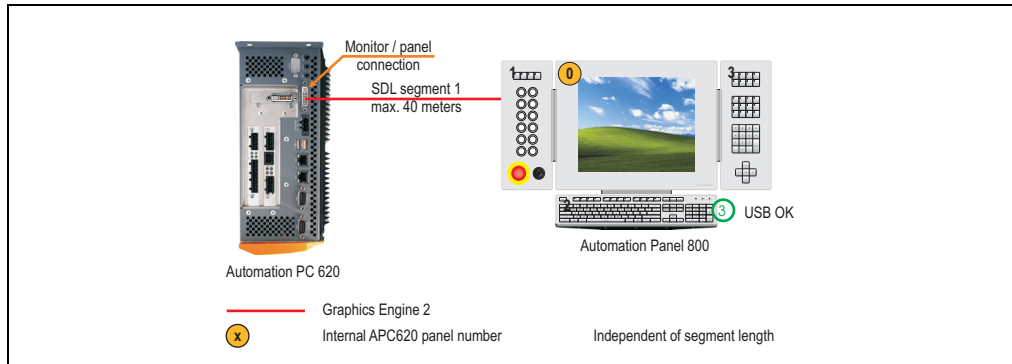 Monitor / panel
connection
SDL segment 1
max. 40 meters
1
0
3
2
3
USB OK
Automation Panel 800
Automation PC 620
Graphics Engine 2
x
Internal APC620 panel number
Independent of segment length